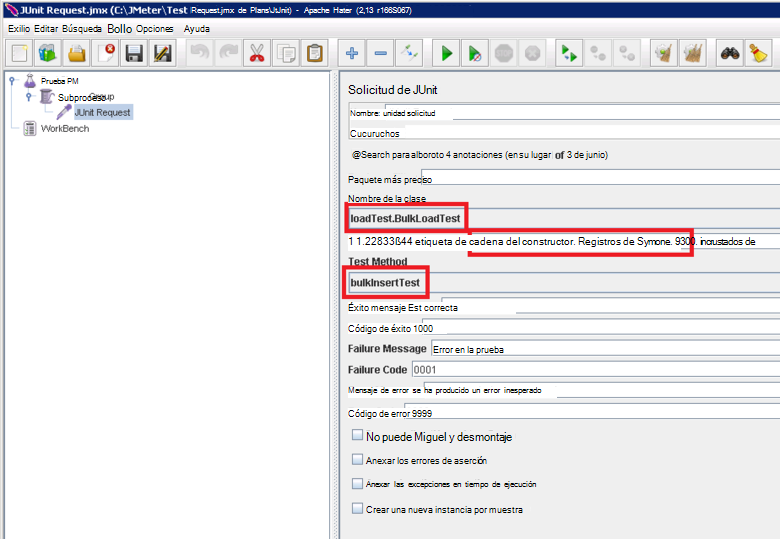 JUnit Request.jmx (C:\JMeter\Test Request.jmx de Plans\JtJnit) - Apache Hater (2,13 r166S067)
Exilio Editar Búsqueda Bollo Opciones
Prueba PM
Subproceso Group
JUnit Request
WorkBench
Solicitud de JUnit
Nombre: unidad solicitud
Cucuruchos
@Search para alboroto 4 anotaciones (en su lugar of 3 de junio)
Paquete más preciso
Nombre de la clase
loadTest.BulkLoadTest
1 1.22833ß44 etiqueta de cadena del constructor. Registros de Symone. 9300. incrustados de
Test Method
bulkInsertTest
Éxito mensaje Est correcta
Código de éxito 1000
Failure Message Error en la prueba
Failure Code 0001
Mensaje de error se ha producido un error inesperado
Código de error 9999
No puede Miguel y desmontaje
Anexar los errores de aserción
Anexar las excepciones en tiempo de ejecución
Crear una nueva instancia por muestra